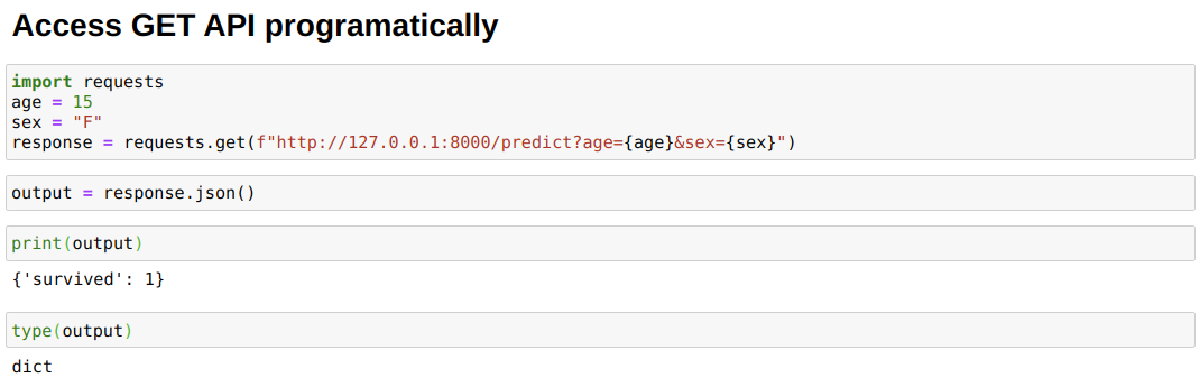 Access GET API programatically
import requests
age = 15
sex = "F"
response = requests.get(f"http://127.0.0.1:8000/predict?age={age}&sex={sex}")
output = response.json()
print(output)
{'survived': 1}
type(output)
dict